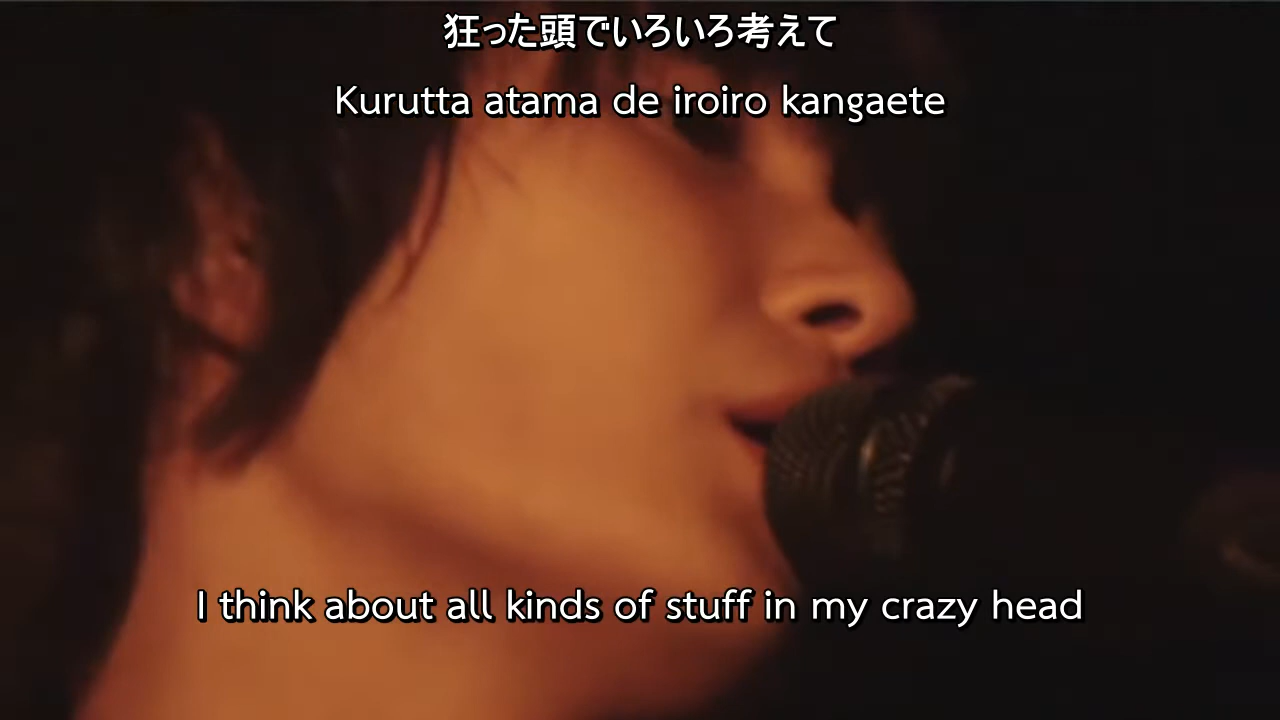 狂った頭でいろいろ考えて
Kurutta atama de iroiro kangaete
I think about all kinds of stuff in my crazy head